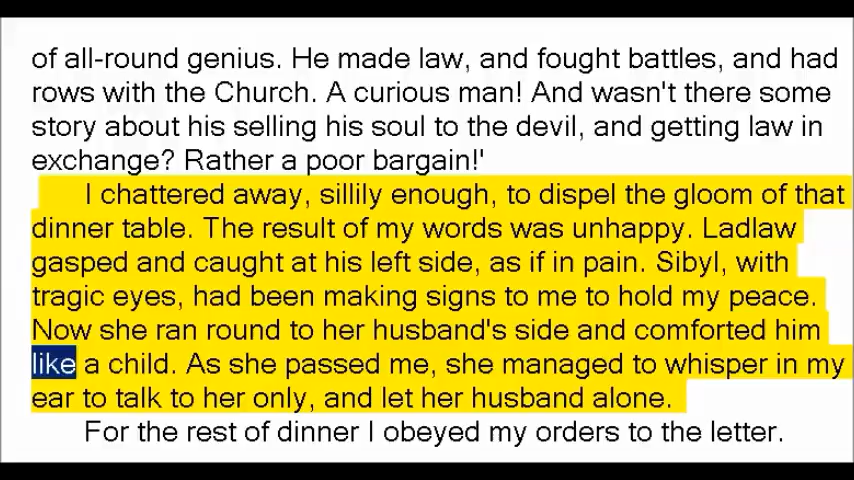 of all-round genius. He made law, and fought battles, and had
rows with the Church. A curious man! And wasn't there some
story about his selling his soul to the devil, and getting law in
exchange? Rather a poor bargain!'
I chattered away, sillily enough, to dispel the gloom of that
dinner table. The result of my words was unhappy. Ladlaw
gasped and caught at his left side, as if in pain. Sibyl, with
tragic eyes, had been making signs to me to hold my peace.
Now she ran round to her husband's side and comforted him
like a child. As she passed me, she managed to whisper in my
ear to talk to her only, and let her husband alone.
For the rest of dinner I obeyed my orders to the letter.